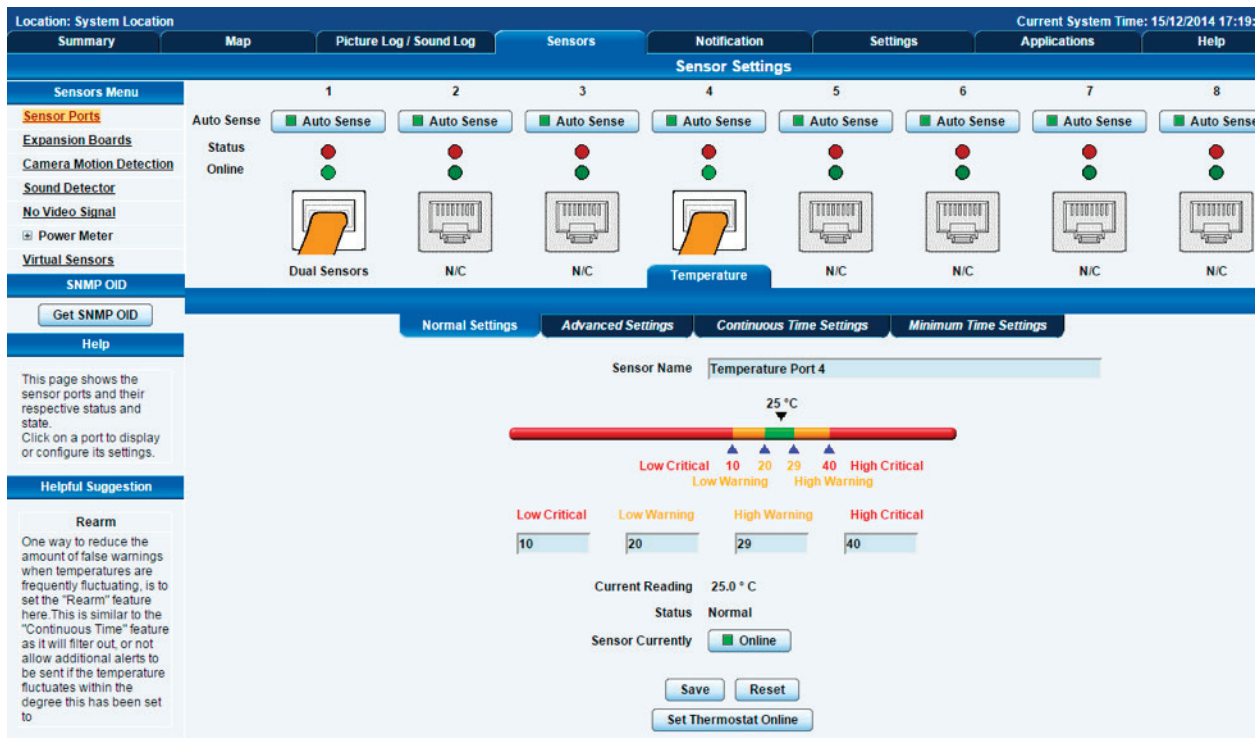 Location: System Location
Current System Time: 15/12/2014 17:19:
Summary Map Picture Log / Sound Log Sensors Notification Settings Applications Help
Sensor Settings
Sensors Menu
Sensor Ports
Expansion Boards
Camera Motion Detection
Sound Detector
No Video Signal
Power Meter
Virtual Sensors
SNMP OID
Get SNMP OID
Help
This page shows the
sensor ports and their
respective status and
state.
Click on a port to display
or configure its settings.
Helpful Suggestion
Rearm
One way to reduce the
amount of false warnings
when temperatures are
frequently fluctuating, is to
set the "Rearm" feature
here.This is similar to the
"Continuous Time" feature
as it will filter out, or not
allow additional alerts to
be sent if the temperature
fluctuates within the
degree this has been set
to
1 2 3 4 5 6 7 8
Auto Sense Auto Sense Auto Sense Auto Sense Auto Sense Auto Sense Auto Sense Auto Sense Auto Sense
Status
Online
Dual Sensors N/C N/C Temperature N/C N/C N/C N/C
Normal Settings Advanced Settings Continuous Time Settings Minimum Time Settings
Sensor Name Temperature Port 4
25 °C
Low Critical 10 20 29 40 High Critical
Low Warning High Warning
Low Critical Low Warning High Warning High Critical
10 20 29 40
Current Reading 25.0 ° C
Status Normal
Sensor Currently Online
Save Reset
Set Thermostat Online